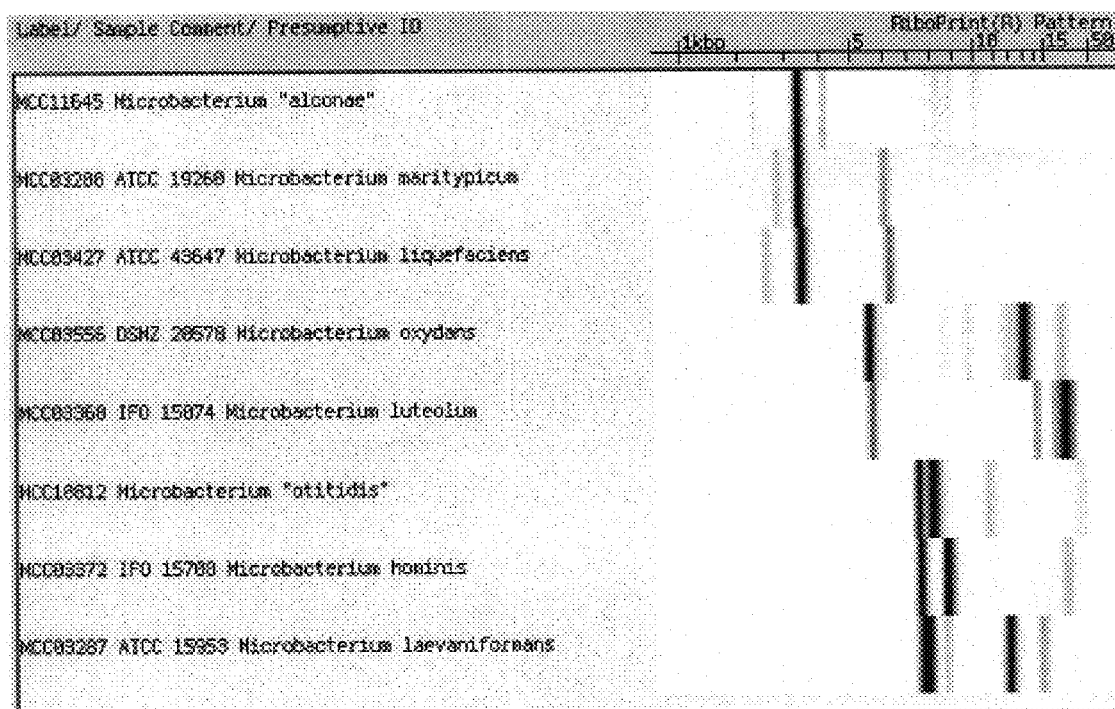 Label/ Sample Comment/ Presumptive ID
RiboPrint(R) Pattern
1kbp 5 10 15 50
MCC11645 Microbacterium "alconae"
MCC03286 ATCC 19260 Microbacterium maritypicum
MCC03427 ATCC 43647 Microbacterium liquefaciens
MCC03556 DSMZ 20578 Microbacterium oxydans
MCC03368 IFO 15074 Microbacterium luteolum
MCC10812 Microbacterium "otitidis"
MCC03372 IFO 15708 Microbacterium hominis
MCC03287 ATCC 15953 Microbacterium laevaniformans